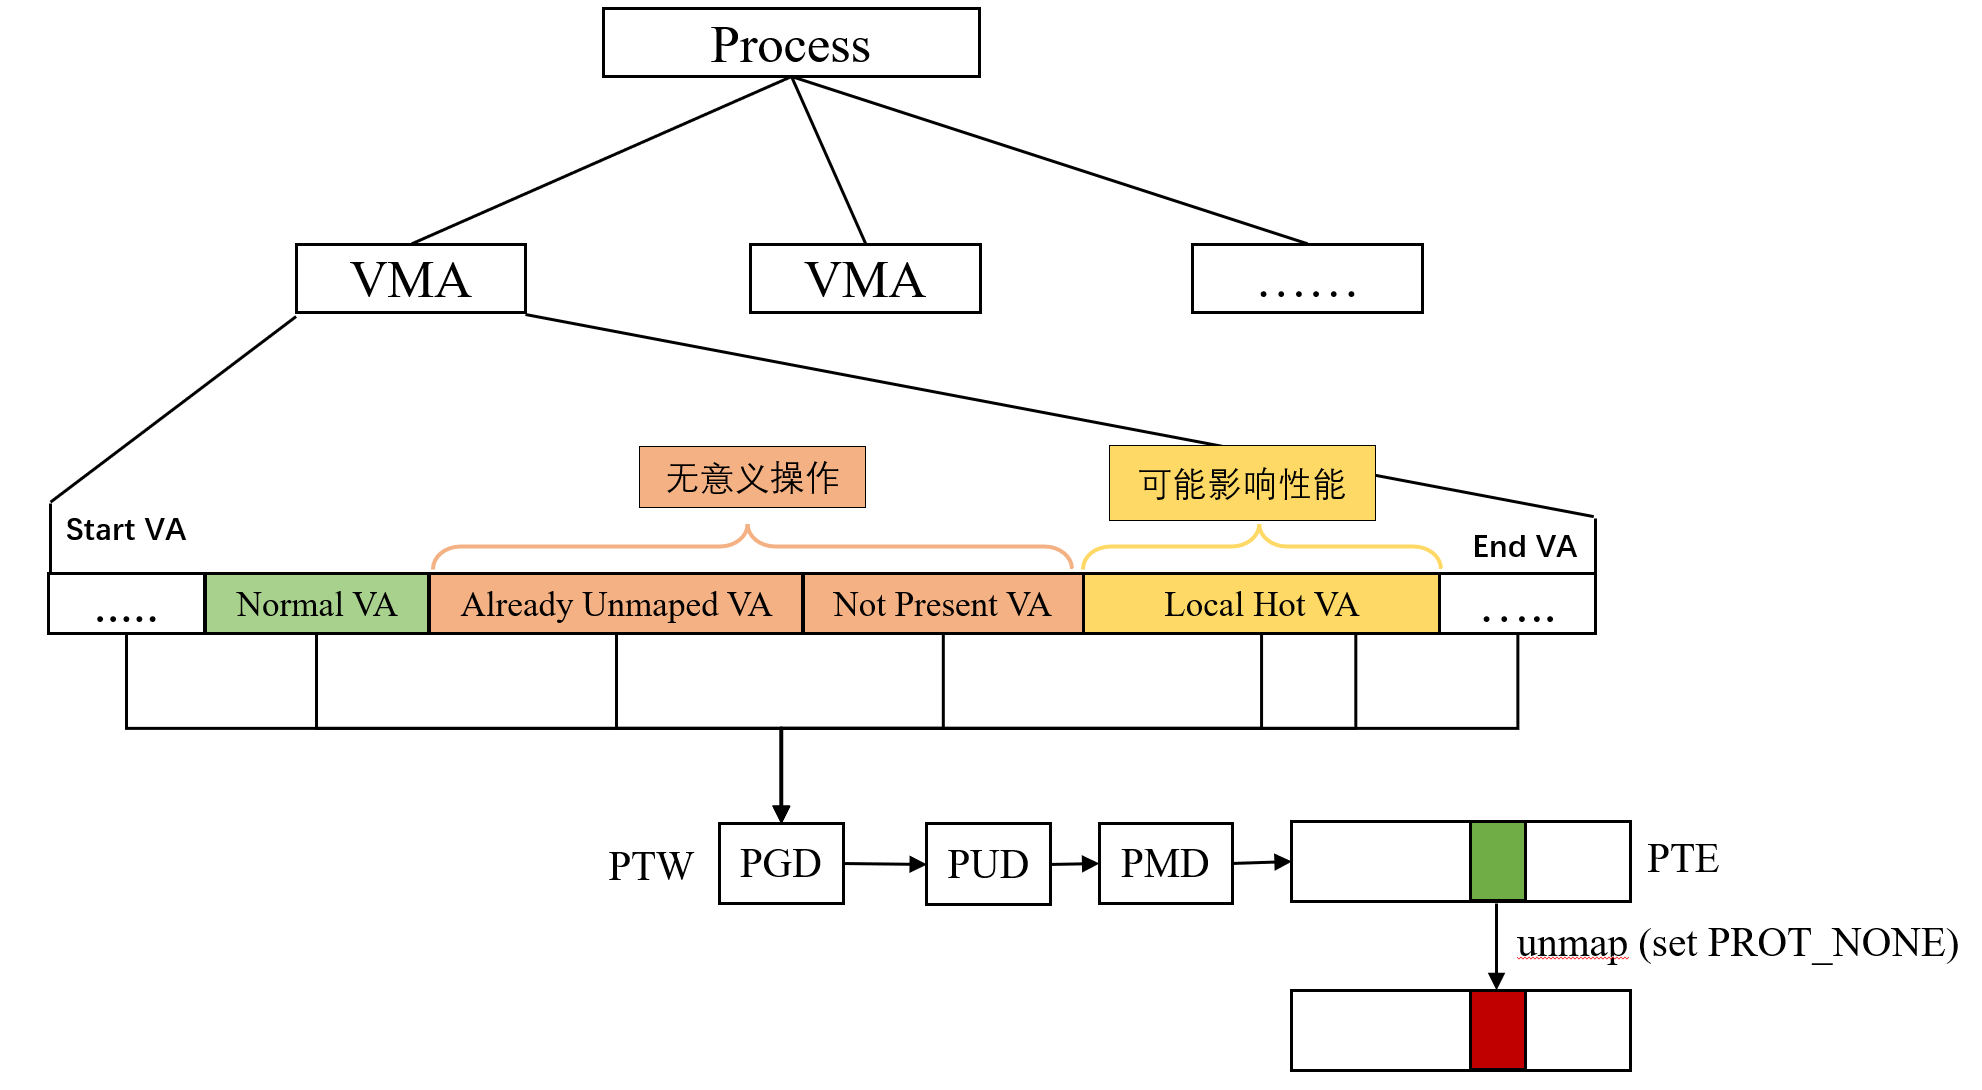 Process
VMA
VMA
......
无意义操作
可能影响性能
Start VA
End VA
.....
Normal VA
Already Unmaped VA
Not Present VA
Local Hot VA
.....
PTW
PGD
PUD
PMD
PTE
unmap (set PROT_NONE)